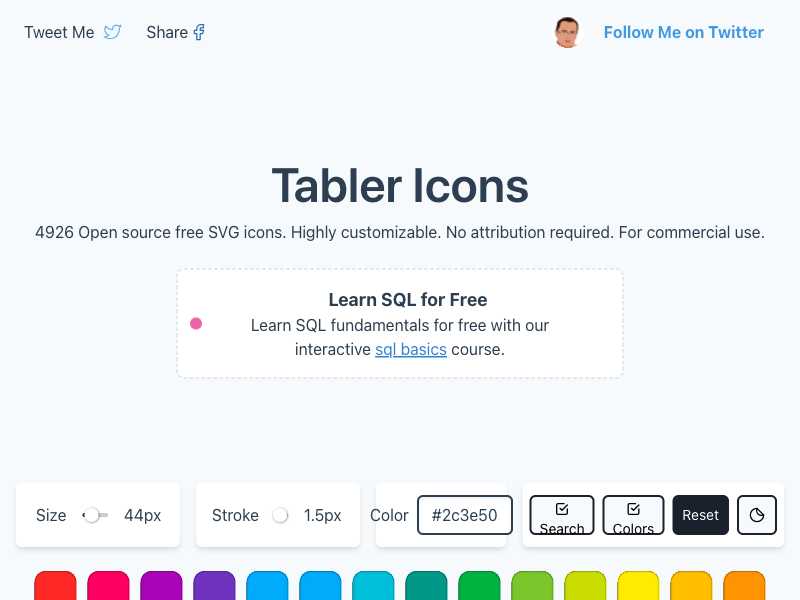 Tweet Me
Share
Follow Me on Twitter
Tabler Icons
4926 Open source free SVG icons. Highly customizable. No attribution required. For commercial use.
Learn SQL for Free
Learn SQL fundamentals for free with our
interactive sql basics course.
Size 44px
Stroke 1.5px
Color #2c3e50
Search
Colors
Reset